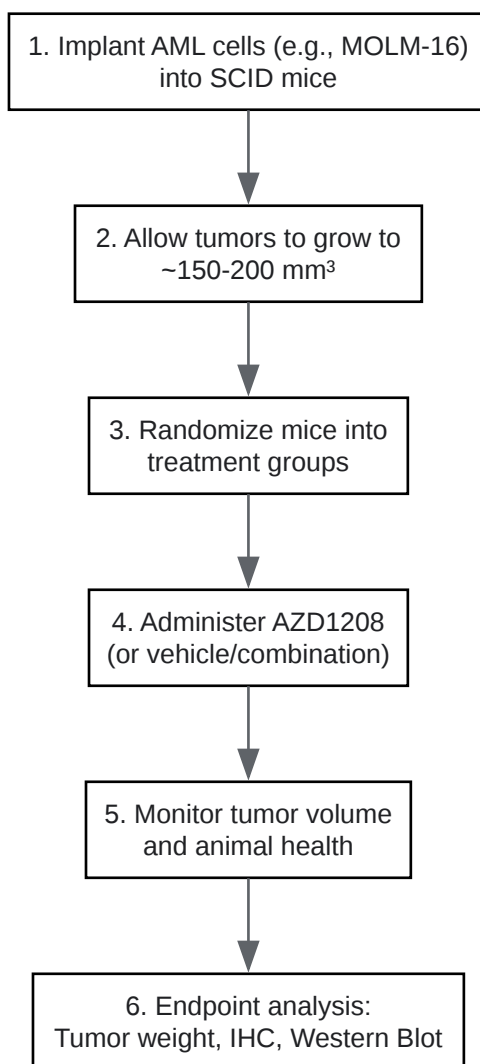 1. Implant AML cells (e.g., MOLM-16)
into SCID mice
2. Allow tumors to grow to
~150-200 mm³
3. Randomize mice into
treatment groups
4. Administer AZD1208
(or vehicle/combination)
5. Monitor tumor volume
and animal health
6. Endpoint analysis:
Tumor weight, IHC, Western Blot